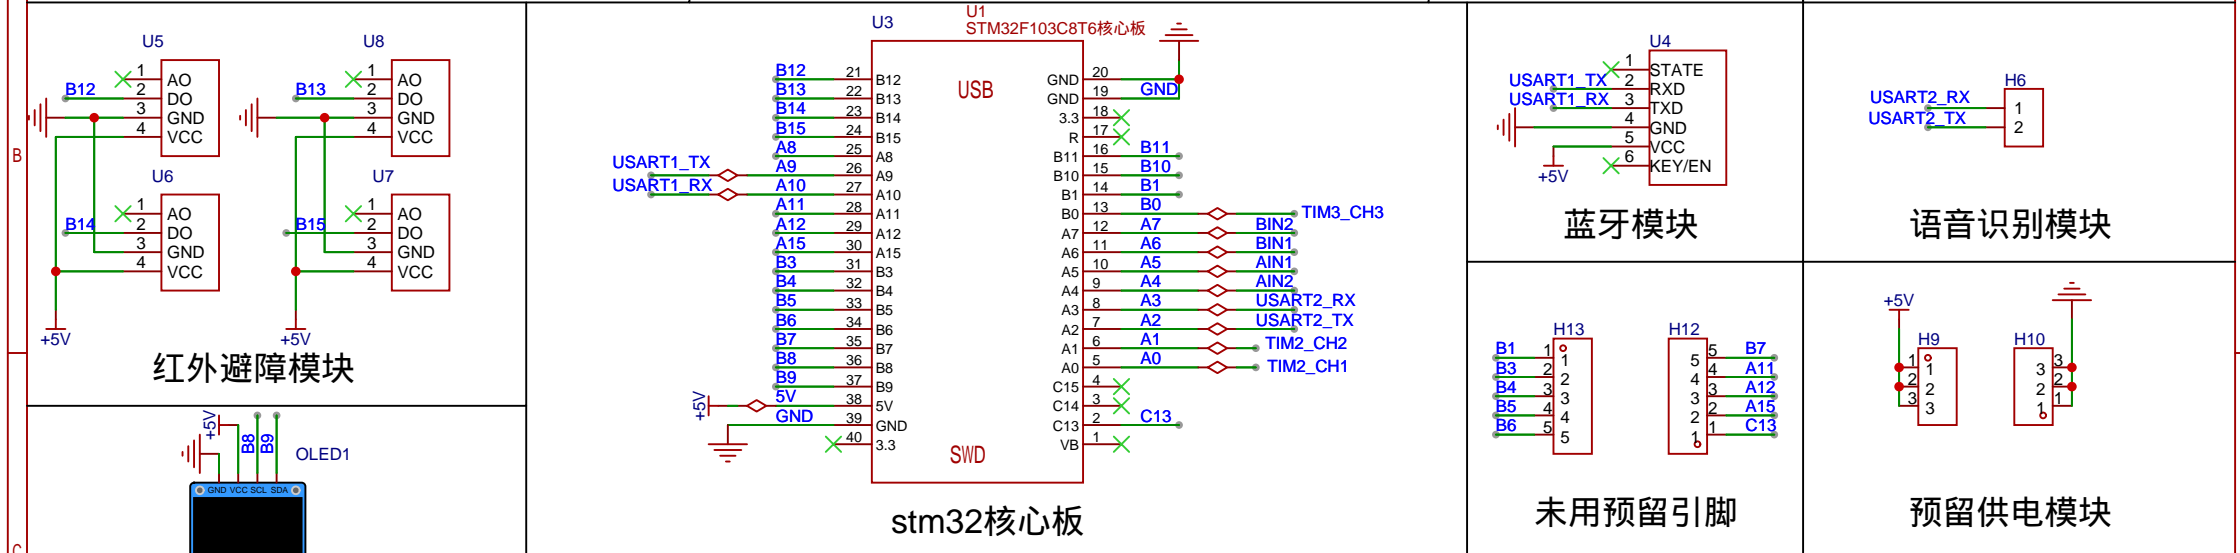 B
C
U5
1 AO
B12 2 DO
3 GND
4 VCC
U8
1 AO
B13 2 DO
3 GND
4 VCC
U6
1 AO
B14 2 DO
3 GND
4 VCC
+5V
U7
1 AO
B15 2 DO
3 GND
4 VCC
+5V
红外避障模块
+5V
B8
B9
OLED1
GND VCC SCL SDA
U3
U1
STM32F103C8T6核心板
USB
B12 21 B12
B13 22 B13
B14 23 B14
B15 24 B15
A8 25 A8
USART1_TX A9 26 A9
USART1_RX A10 27 A10
A11 28 A11
A12 29 A12
A15 30 A15
B3 31 B3
B4 32 B4
B5 33 B5
B6 34 B6
B7 35 B7
B8 36 B8
B9 37 B9
+5V 5V 38 5V
GND 39 GND
40 3.3
GND 20
GND 19 GND
3.3 18
R 17
B11 16 B11
B10 15 B10
B1 14 B1
B0 13 B0 TIM3_CH3
A7 12 A7 BIN2
A6 11 A6 BIN1
A5 10 A5 AIN1
A4 9 A4 AIN2
A3 8 A3 USART2_RX
A2 7 A2 USART2_TX
A1 6 A1 TIM2_CH2
A0 5 A0 TIM2_CH1
C15 4
C14 3
C13 2 C13
VB 1
SWD
stm32核心板
U4
1 STATE
USART1_TX 2 RXD
USART1_RX 3 TXD
4 GND
5 VCC
6 KEY/EN
+5V
蓝牙模块
H6
USART2_RX 1
USART2_TX 2
语音识别模块
H13
B1 1 1
B3 2 2
B4 3 3
B5 4 4
B6 5 5
H12
5 5 B7
4 4 A11
3 3 A12
2 2 A15
1 1 C13
未用预留引脚
+5V
H9
1 1
2 2
3 3
H10
3 3
2 2
1 1
预留供电模块